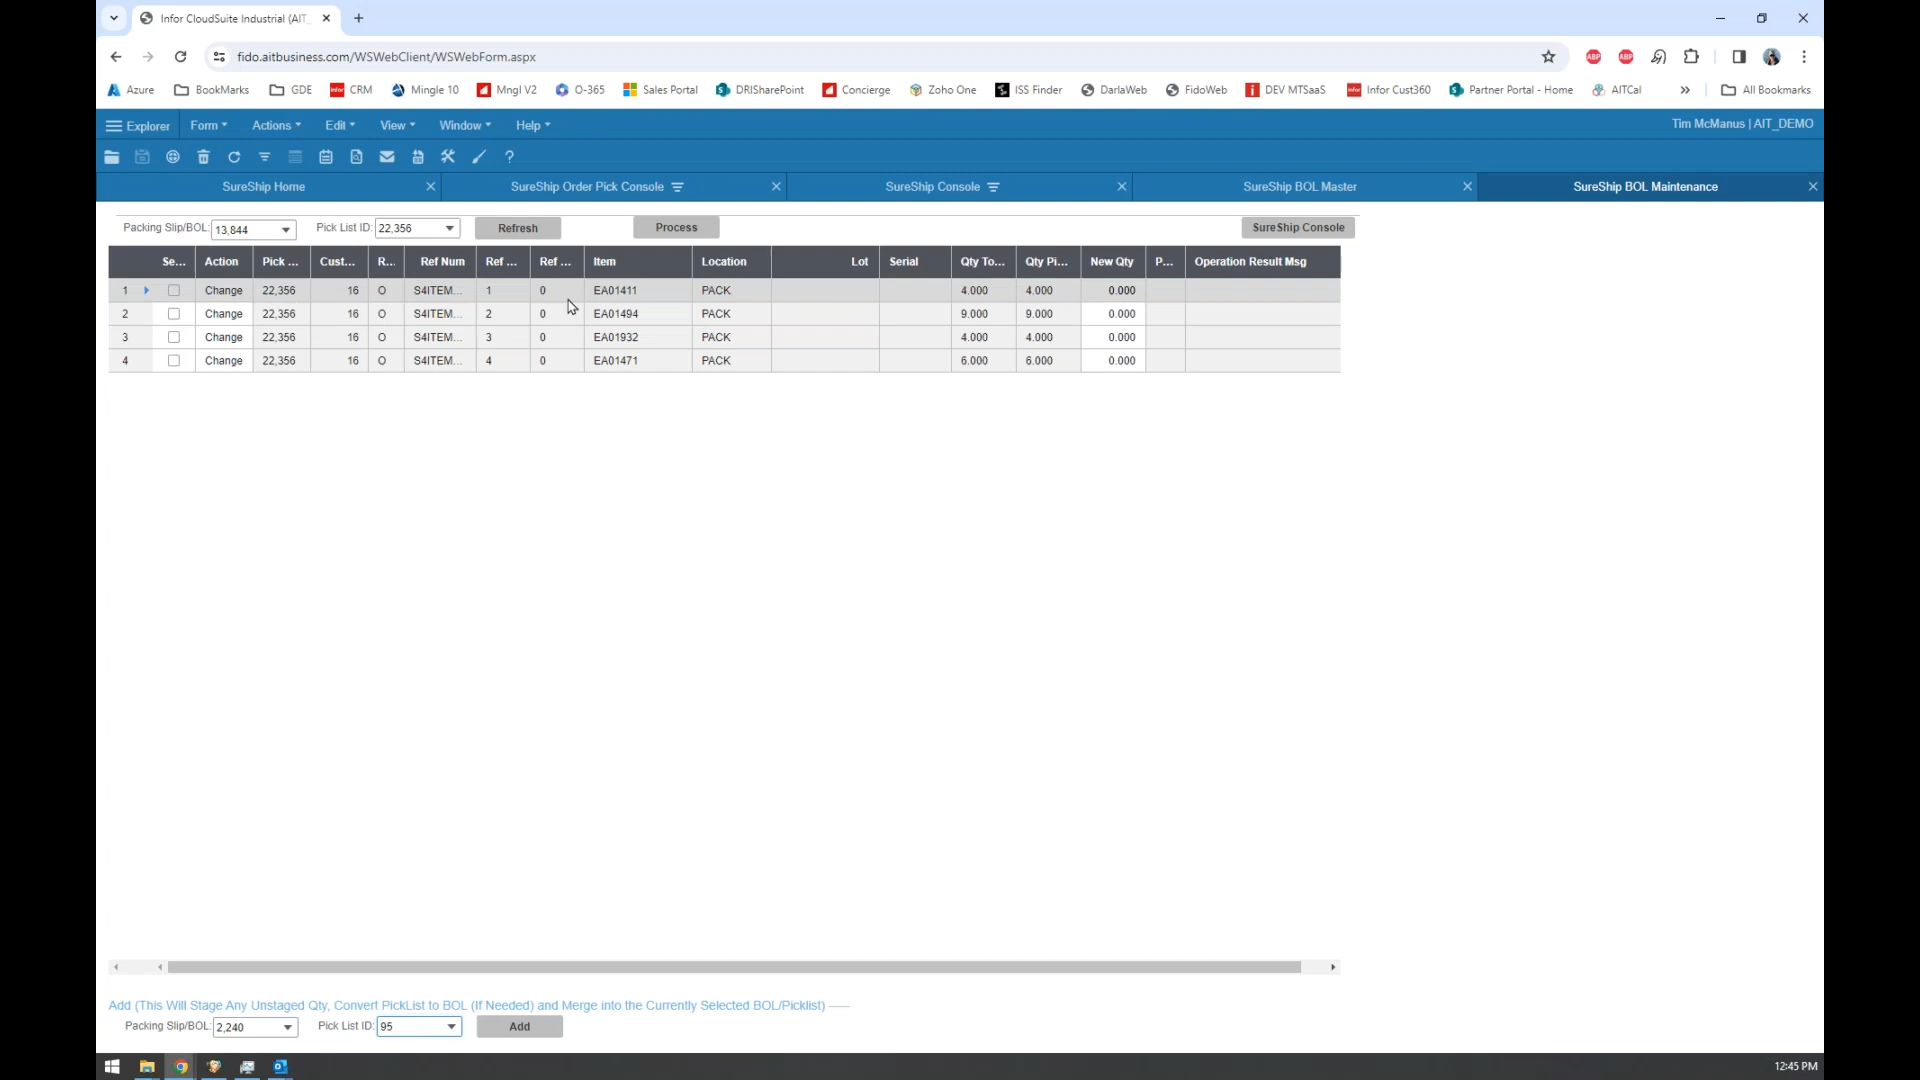 Infor CloudSuite Industrial (AIT_
fido.aitbusiness.com/WSWebClient/WSWebForm.aspx
ABP ABP
Azure BookMarks GDE infor CRM Mingle 10 Mngl V2 O-365 Sales Portal DRISharePoint Concierge Zoho One ISS Finder DarlaWeb FidoWeb DEV MTSaaS infor Infor Cust360 Partner Portal - Home AITCal » All Bookmarks
Explorer Form Actions Edit View Window Help Tim McManus | AIT_DEMO
SureShip Home SureShip Order Pick Console SureShip Console SureShip BOL Master SureShip BOL Maintenance
Packing Slip/BOL: 13,844 Pick List ID: 22,356 Refresh Process SureShip Console
Se... Action Pick ... Cust... R... Ref Num Ref ... Ref ... Item Location Lot Serial Qty To... Qty Pi... New Qty P... Operation Result Msg
1 Change 22,356 16 O S4ITEM... 1 0 EA01411 PACK 4.000 4.000 0.000
2 Change 22,356 16 O S4ITEM... 2 0 EA01494 PACK 9.000 9.000 0.000
3 Change 22,356 16 O S4ITEM... 3 0 EA01932 PACK 4.000 4.000 0.000
4 Change 22,356 16 O S4ITEM... 4 0 EA01471 PACK 6.000 6.000 0.000
Add (This Will Stage Any Unstaged Qty, Convert PickList to BOL (If Needed) and Merge into the Currently Selected BOL/Picklist)
Packing Slip/BOL: 2,240 Pick List ID: 95 Add
12:45 PM